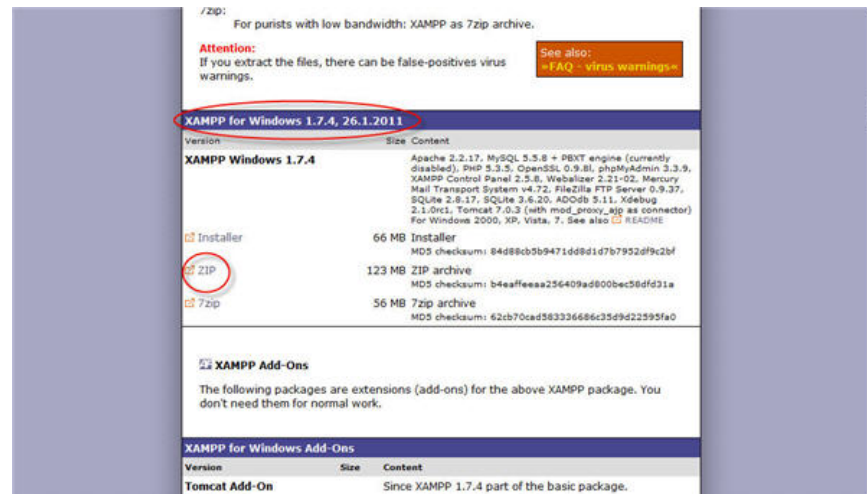 7zip:
For purists with low bandwidth: XAMPP as 7zip archive.
Attention:
If you extract the files, there can be false-positives virus
warnings.
See also:
»FAQ - virus warnings«
XAMPP for Windows 1.7.4, 26.1.2011
Version Size Content
XAMPP Windows 1.7.4 Apache 2.2.17, MySQL 5.5.8 + PBXT engine (currently
disabled), PHP 5.3.5, OpenSSL 0.9.8l, phpMyAdmin 3.3.9,
XAMPP Control Panel 2.5.8, Webalizer 2.21-02, Mercury
Mail Transport System v4.72, FileZilla FTP Server 0.9.37,
SQLite 2.8.17, SQLite 3.6.20, ADOdb 5.11, Xdebug
2.1.0rc1, Tomcat 7.0.3 (with mod_proxy_ajp as connector)
For Windows 2000, XP, Vista, 7. See also README
Installer 66 MB Installer
MD5 checksum: 84d88cb5b9471dd8d1d7b7952df9c2bf
ZIP 123 MB ZIP archive
MD5 checksum: b4eaffeeaa256409ad800bec58dfd31a
7zip 56 MB 7zip archive
MD5 checksum: 62cb70cad583336686c35d9d22595fa0
XAMPP Add-Ons
The following packages are extensions (add-ons) for the above XAMPP package. You
don't need them for normal work.
XAMPP for Windows Add-Ons
Version Size Content
Tomcat Add-On Since XAMPP 1.7.4 part of the basic package.